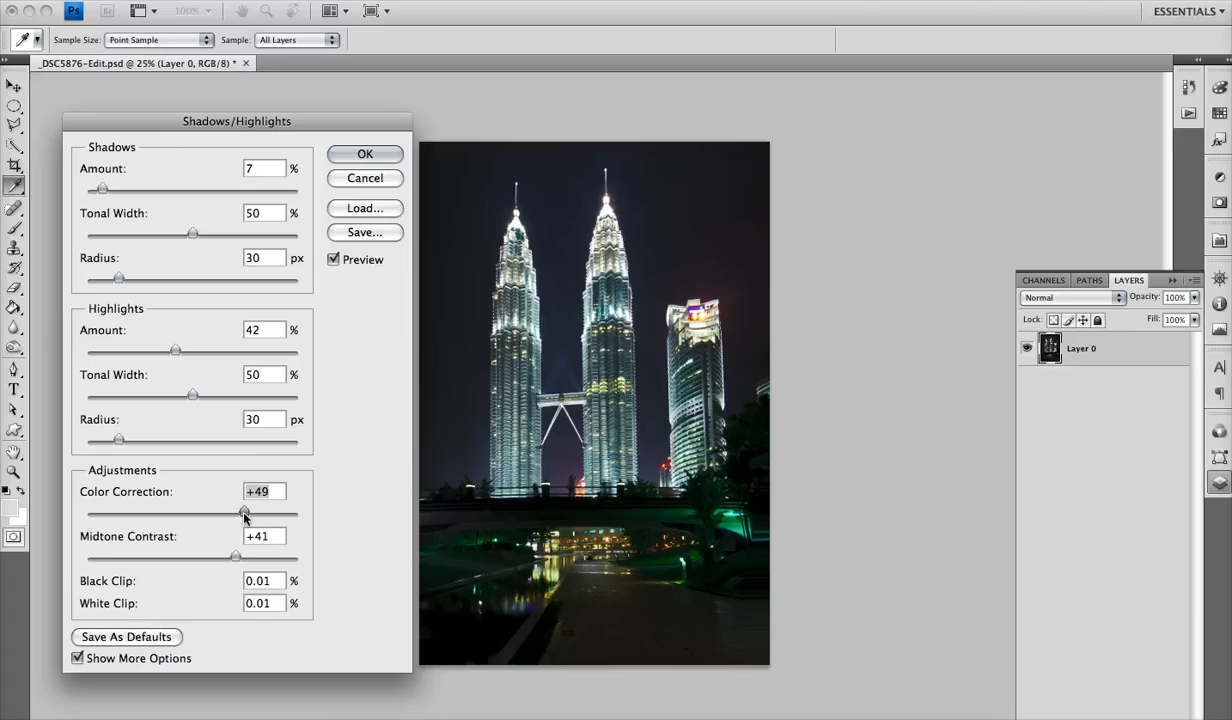 Ps Br 100% ESSENTIALS
Sample Size: Point Sample Sample: All Layers
_DSC5876-Edit.psd @ 25% (Layer 0, RGB/8) *
Shadows/Highlights
Shadows
Amount: 7 %
Tonal Width: 50 %
Radius: 30 px
Highlights
Amount: 42 %
Tonal Width: 50 %
Radius: 30 px
Adjustments
Color Correction: +49
Midtone Contrast: +41
Black Clip: 0.01 %
White Clip: 0.01 %
Save As Defaults
Show More Options
OK
Cancel
Load...
Save...
Preview
CHANNELS PATHS LAYERS
Normal Opacity: 100%
Lock: Fill: 100%
Layer 0